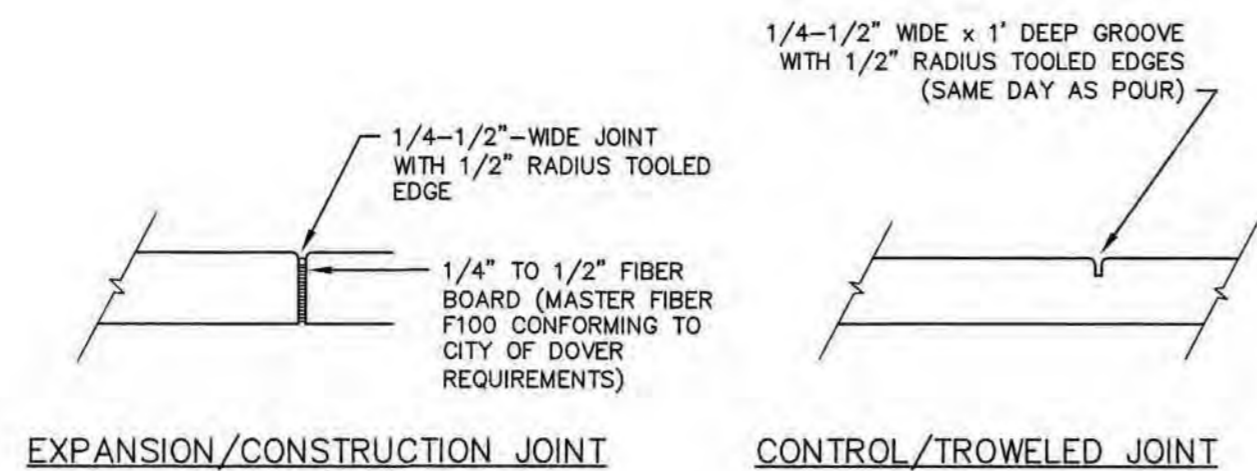 1/4-1/2" WIDE x 1' DEEP GROOVE
WITH 1/2" RADIUS TOOLED EDGES
(SAME DAY AS POUR)
1/4-1/2"-WIDE JOINT
WITH 1/2" RADIUS TOOLED
EDGE
1/4" TO 1/2" FIBER
BOARD (MASTER FIBER
F100 CONFORMING TO
CITY OF DOVER
REQUIREMENTS)
EXPANSION/CONSTRUCTION JOINT
CONTROL/TROWELED JOINT